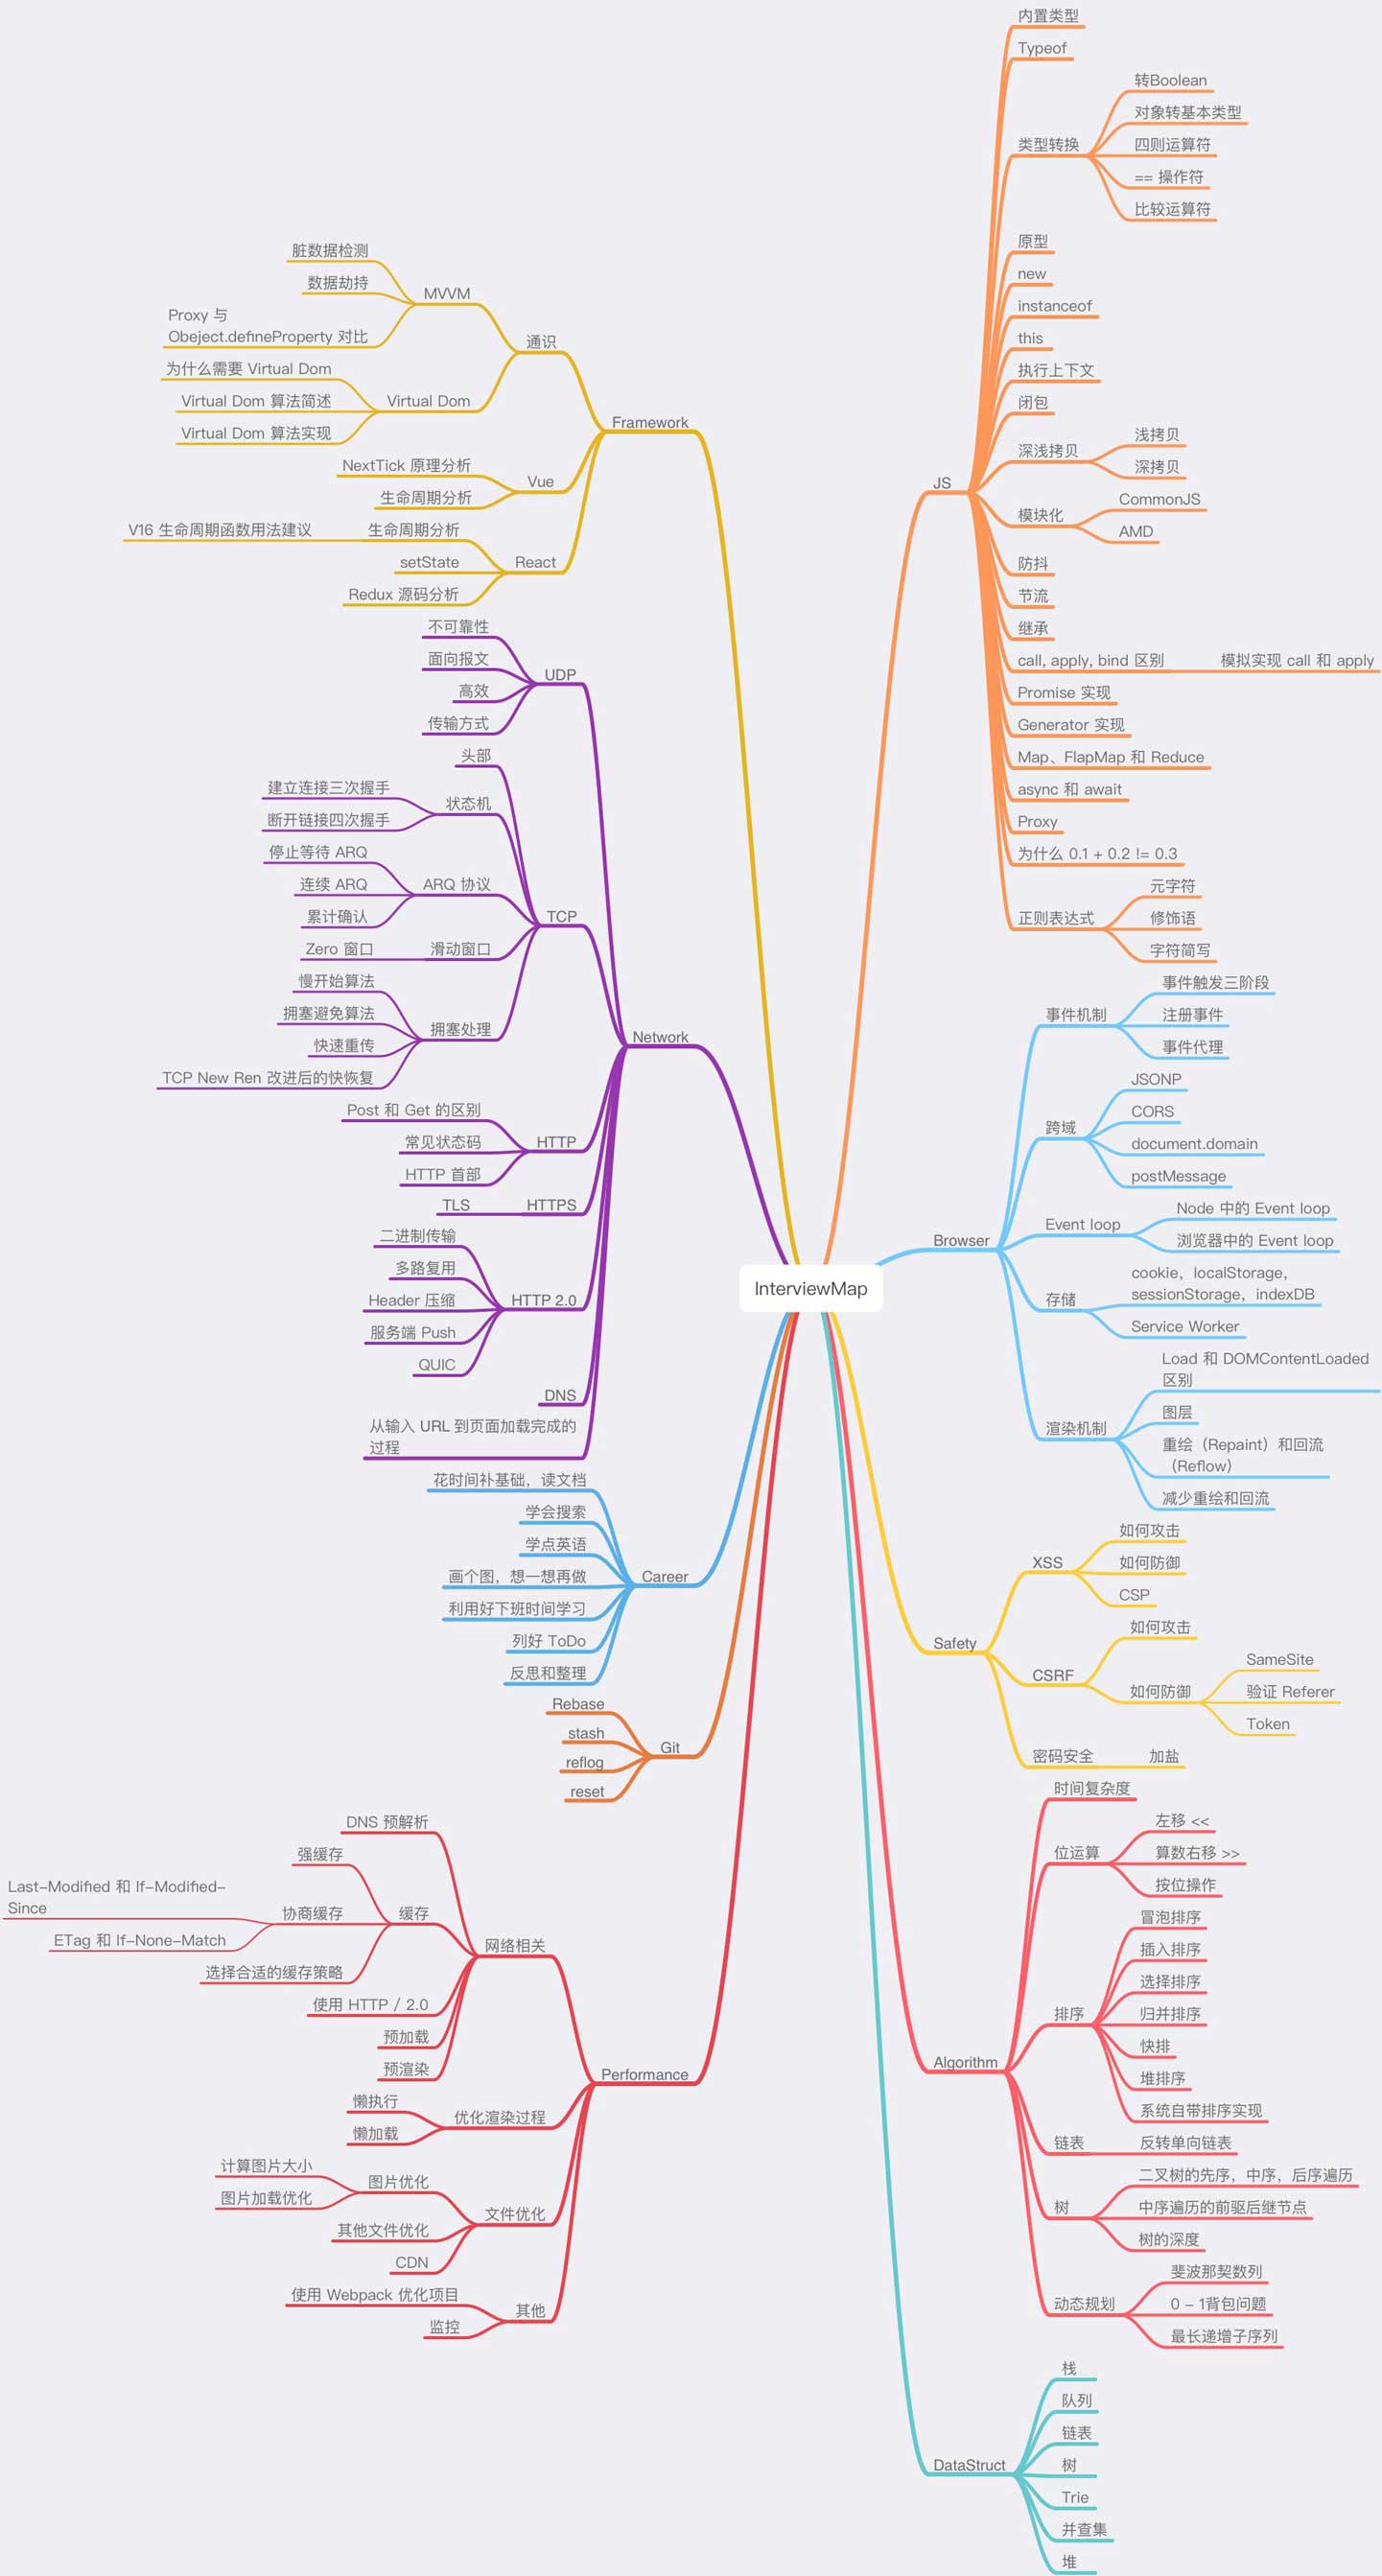 InterviewMap
JS
内置类型
Typeof
类型转换
转Boolean
对象转基本类型
四则运算符
== 操作符
比较运算符
原型
new
instanceof
this
执行上下文
闭包
深浅拷贝
浅拷贝
深拷贝
模块化
CommonJS
AMD
防抖
节流
继承
call, apply, bind 区别
模拟实现 call 和 apply
Promise 实现
Generator 实现
Map、FlapMap 和 Reduce
async 和 await
Proxy
为什么 0.1 + 0.2 != 0.3
正则表达式
元字符
修饰语
字符简写
Browser
事件机制
事件触发三阶段
注册事件
事件代理
跨域
JSONP
CORS
document.domain
postMessage
Event loop
Node 中的 Event loop
浏览器中的 Event loop
存储
cookie，localStorage，
sessionStorage，indexDB
Service Worker
渲染机制
Load 和 DOMContentLoaded
区别
图层
重绘（Repaint）和回流
（Reflow）
减少重绘和回流
Safety
XSS
如何攻击
如何防御
CSP
CSRF
如何攻击
如何防御
SameSite
验证 Referer
Token
密码安全
加盐
Algorithm
时间复杂度
位运算
左移 <<
算数右移 >>
按位操作
排序
冒泡排序
插入排序
选择排序
归并排序
快排
堆排序
系统自带排序实现
链表
反转单向链表
树
二叉树的先序，中序，后序遍历
中序遍历的前驱后继节点
树的深度
动态规划
斐波那契数列
0 - 1背包问题
最长递增子序列
DataStruct
栈
队列
链表
树
Trie
并查集
堆
Framework
通识
MVVM
脏数据检测
数据劫持
Proxy 与
Obeject.defineProperty 对比
Virtual Dom
为什么需要 Virtual Dom
Virtual Dom 算法简述
Virtual Dom 算法实现
Vue
NextTick 原理分析
生命周期分析
React
生命周期分析
V16 生命周期函数用法建议
setState
Redux 源码分析
Network
UDP
不可靠性
面向报文
高效
传输方式
TCP
头部
状态机
建立连接三次握手
断开链接四次握手
ARQ 协议
停止等待 ARQ
连续 ARQ
累计确认
滑动窗口
Zero 窗口
拥塞处理
慢开始算法
拥塞避免算法
快速重传
TCP New Ren 改进后的快恢复
HTTP
Post 和 Get 的区别
常见状态码
HTTP 首部
HTTPS
TLS
HTTP 2.0
二进制传输
多路复用
Header 压缩
服务端 Push
QUIC
DNS
从输入 URL 到页面加载完成的
过程
Career
花时间补基础，读文档
学会搜索
学点英语
画个图，想一想再做
利用好下班时间学习
列好 ToDo
反思和整理
Git
Rebase
stash
reflog
reset
Performance
网络相关
DNS 预解析
缓存
强缓存
协商缓存
Last-Modified 和 If-Modified-
Since
ETag 和 If-None-Match
选择合适的缓存策略
使用 HTTP / 2.0
预加载
预渲染
优化渲染过程
懒执行
懒加载
文件优化
图片优化
计算图片大小
图片加载优化
其他文件优化
CDN
其他
使用 Webpack 优化项目
监控